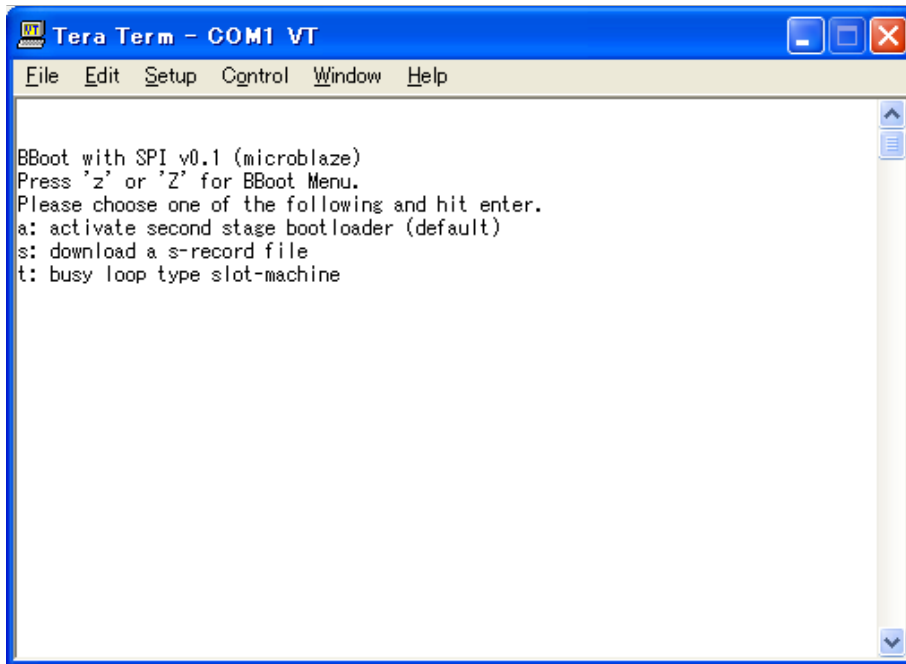 Tera Term - COM1 VT
File Edit Setup Control Window Help
BBoot with SPI v0.1 (microblaze)
Press 'z' or 'Z' for BBoot Menu.
Please choose one of the following and hit enter.
a: activate second stage bootloader (default)
s: download a s-record file
t: busy loop type slot-machine